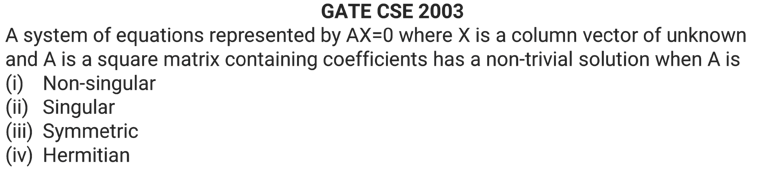 GATE CSE 2003
A system of equations represented by AX=0 where X is a column vector of unknown
and A is a square matrix containing coefficients has a non-trivial solution when A is
(i) Non-singular
(ii) Singular
(iii) Symmetric
(iv) Hermitian